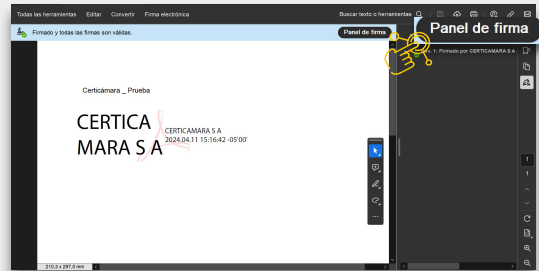 Todas las herramientas Editar Convertir Firma electrónica Buscar texto o herramientas
Firmado y todas las firmas son válidas. Panel de firma
Panel de firma
v. 1: Firmado por CERTICAMARA S A
Certicámara _ Prueba
CERTICA
MARA S A
CERTICAMARA S A
2024.04.11 15:16:42 -05'00'
1
1
210.3 x 297.0 mm